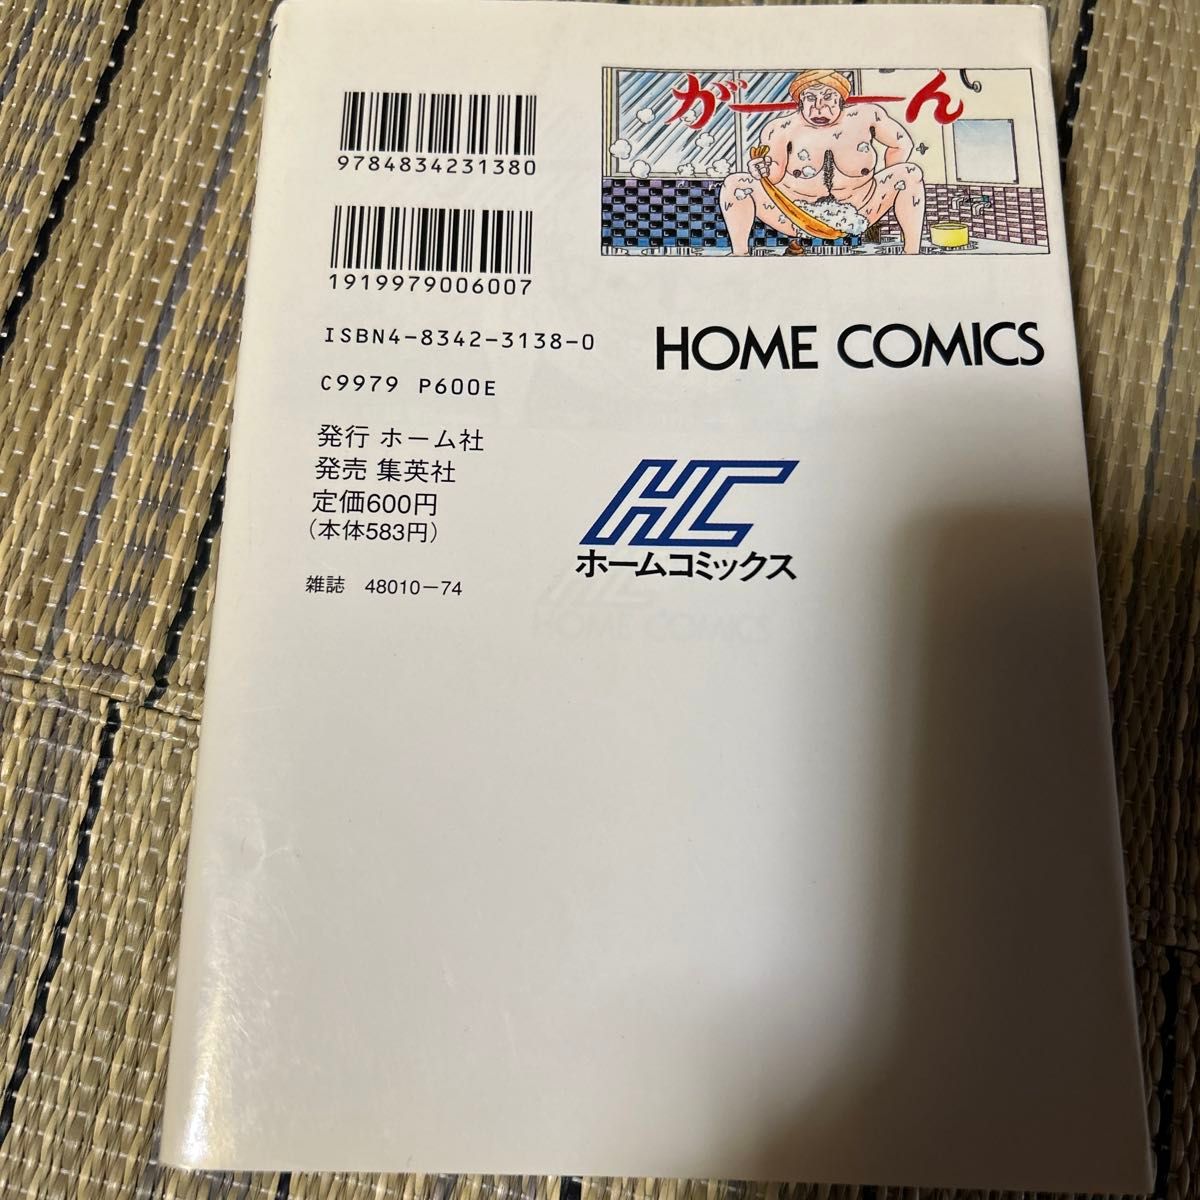 がーーん
9784834231380
1919979006007
ISBN4-8342-3138-0
C9979 P600E
HOME COMICS
発行 ホーム社
発売 集英社
定価600円
(本体583円)
雑誌 48010-74
HC
ホームコミックス
HOME COMICS